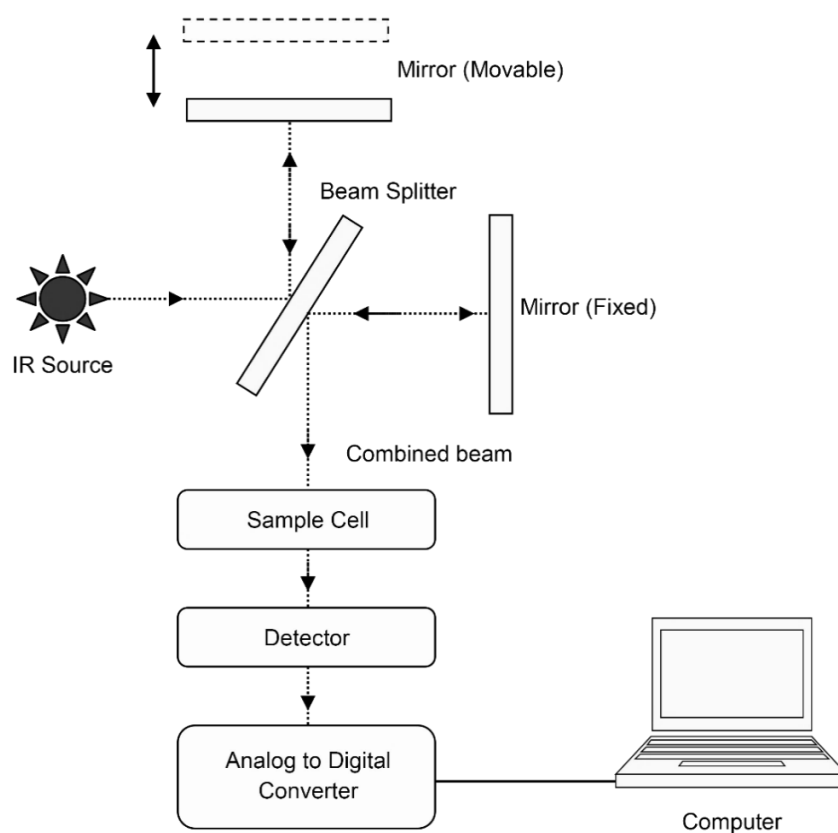 Mirror (Movable)
Beam Splitter
IR Source
Mirror (Fixed)
Combined beam
Sample Cell
Detector
Analog to Digital
Converter
Computer